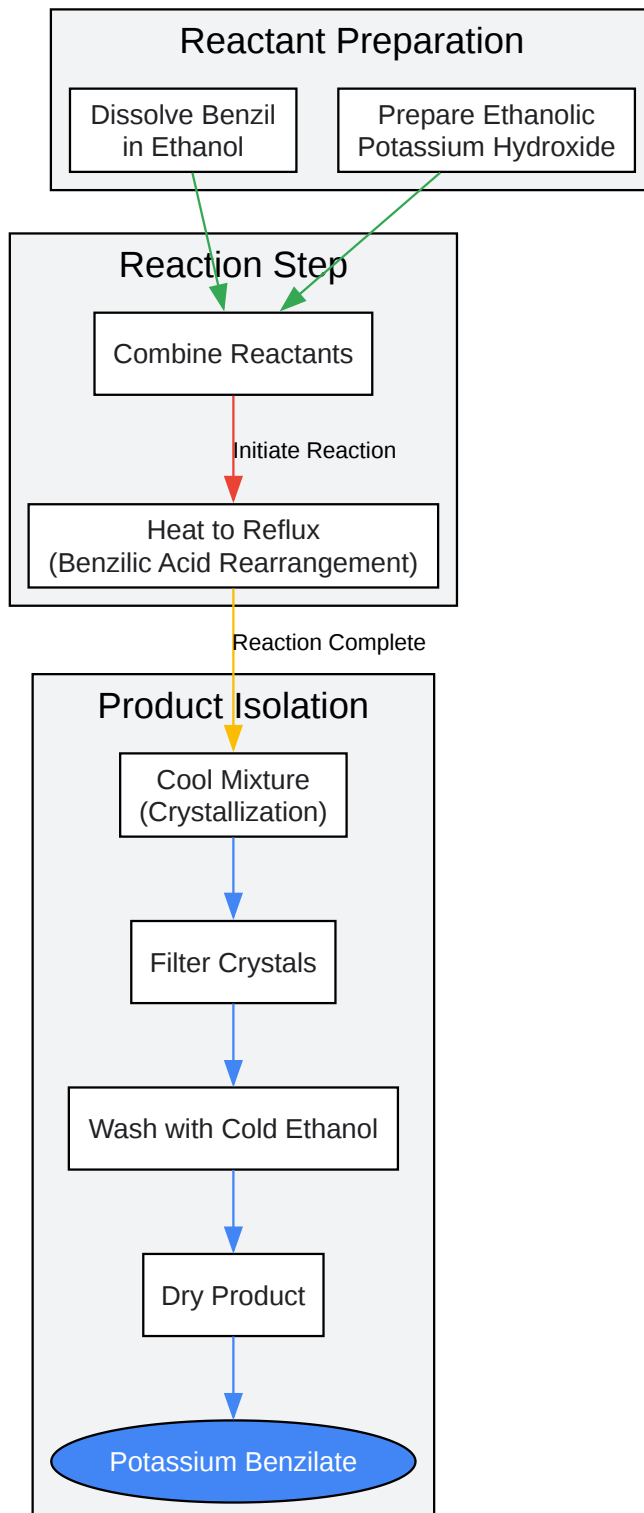 Reactant Preparation
Dissolve Benzil
in Ethanol
Prepare Ethanolic
Potassium Hydroxide
Reaction Step
Combine Reactants
Initiate Reaction
Heat to Reflux
(Benzilic Acid Rearrangement)
Reaction Complete
Product Isolation
Cool Mixture
(Crystallization)
Filter Crystals
Wash with Cold Ethanol
Dry Product
Potassium Benzilate